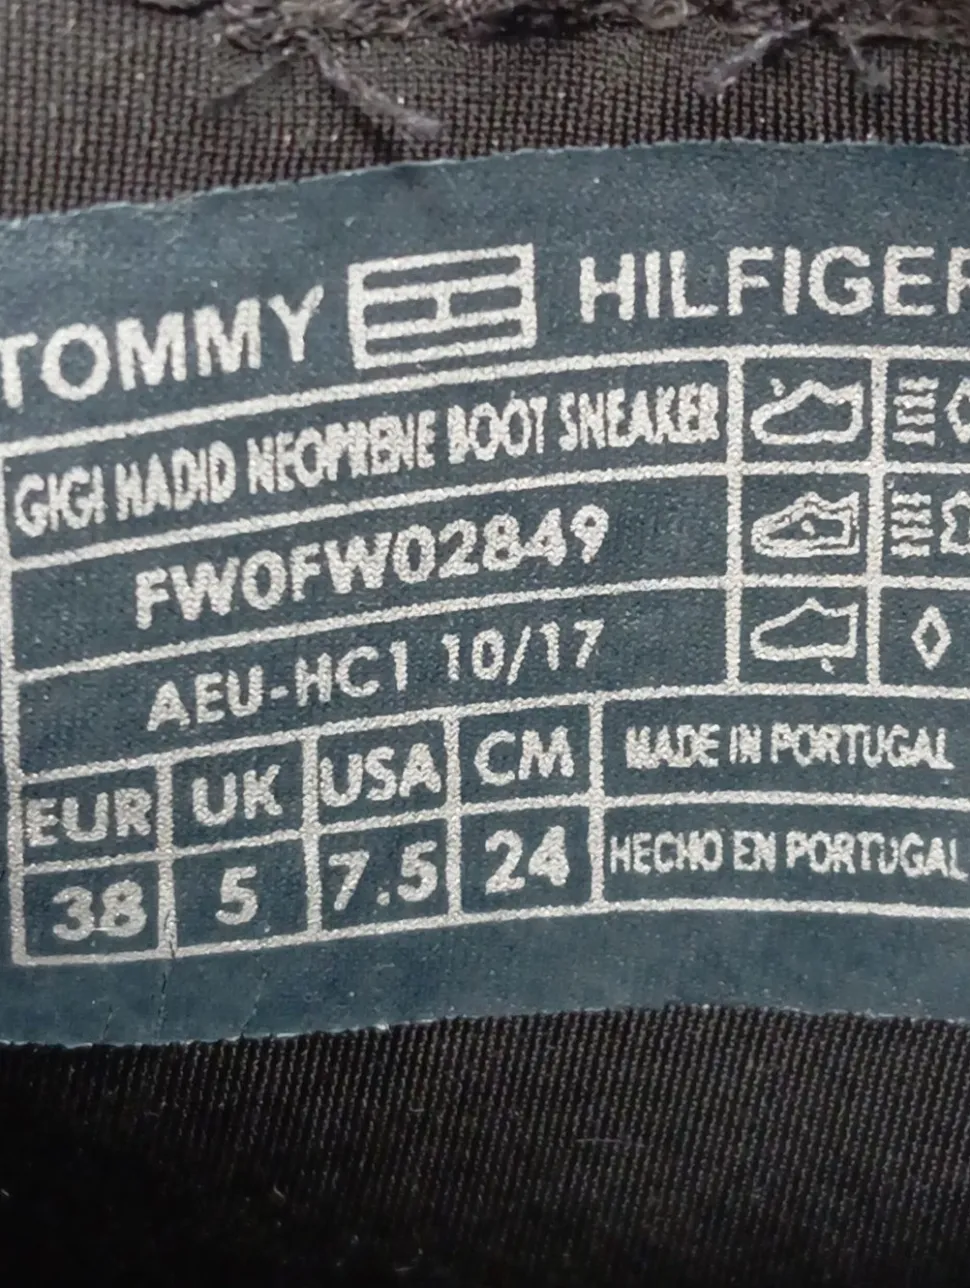 TOMMY HILFIGER
GIGI HADID NEOPRENE BOOT SNEAKER
FW0FW02849
AEU-HC1 10/17
EUR UK USA CM
38 5 7.5 24
MADE IN PORTUGAL
HECHO EN PORTUGAL